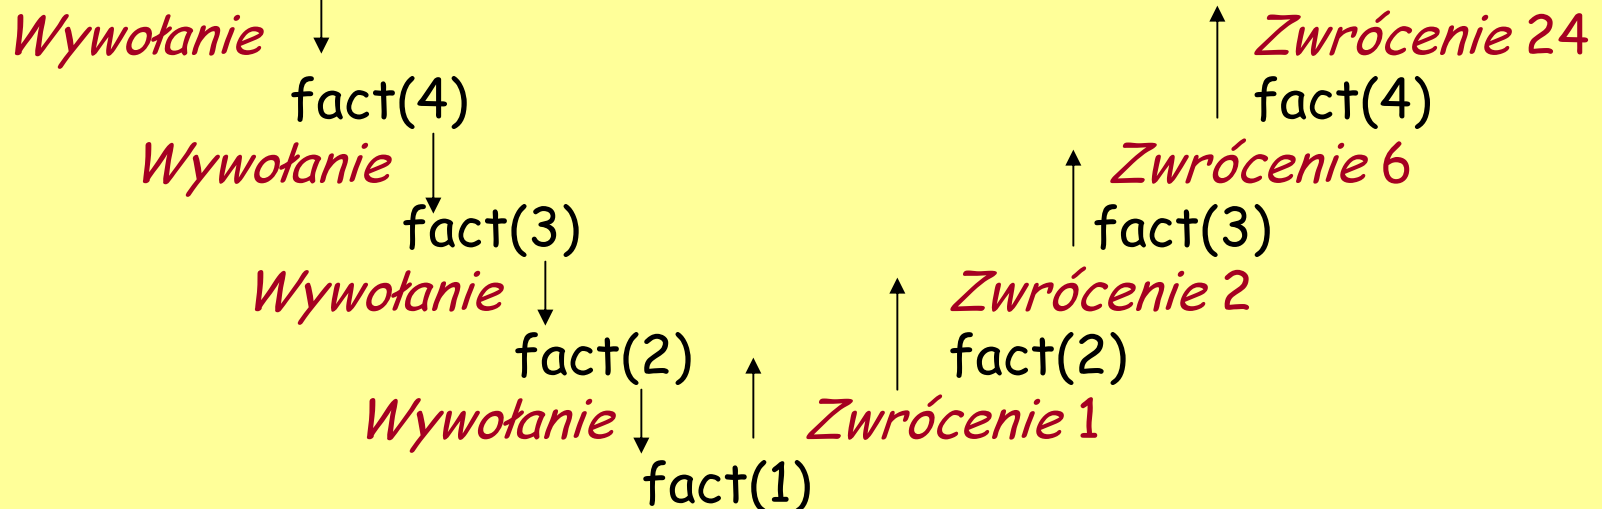 Wywołanie Zwrócenie 24
fact(4) fact(4)
Wywołanie Zwrócenie 6
fact(3) fact(3)
Wywołanie Zwrócenie 2
fact(2) fact(2)
Wywołanie Zwrócenie 1
fact(1)